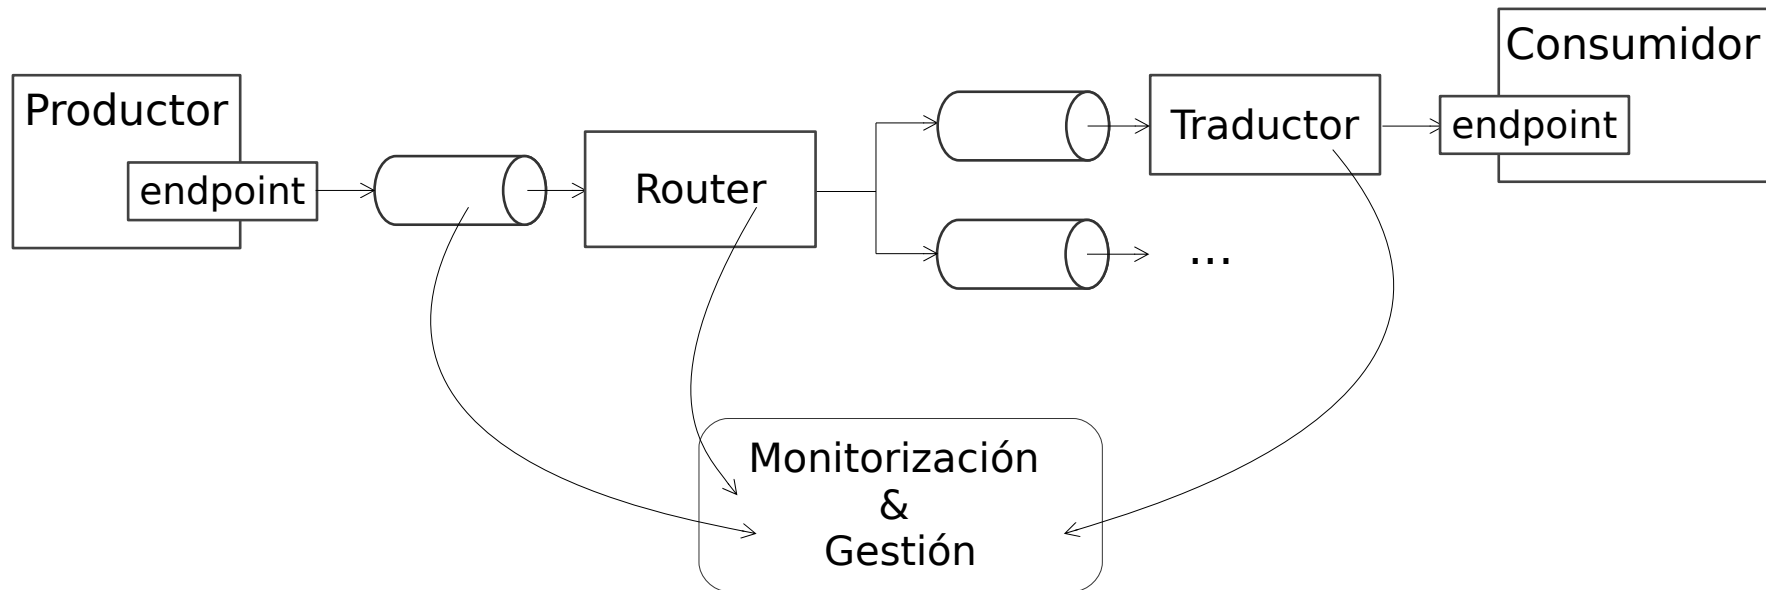 Productor
endpoint
Router
Traductor
Consumidor
endpoint
...
Monitorización
&
Gestión